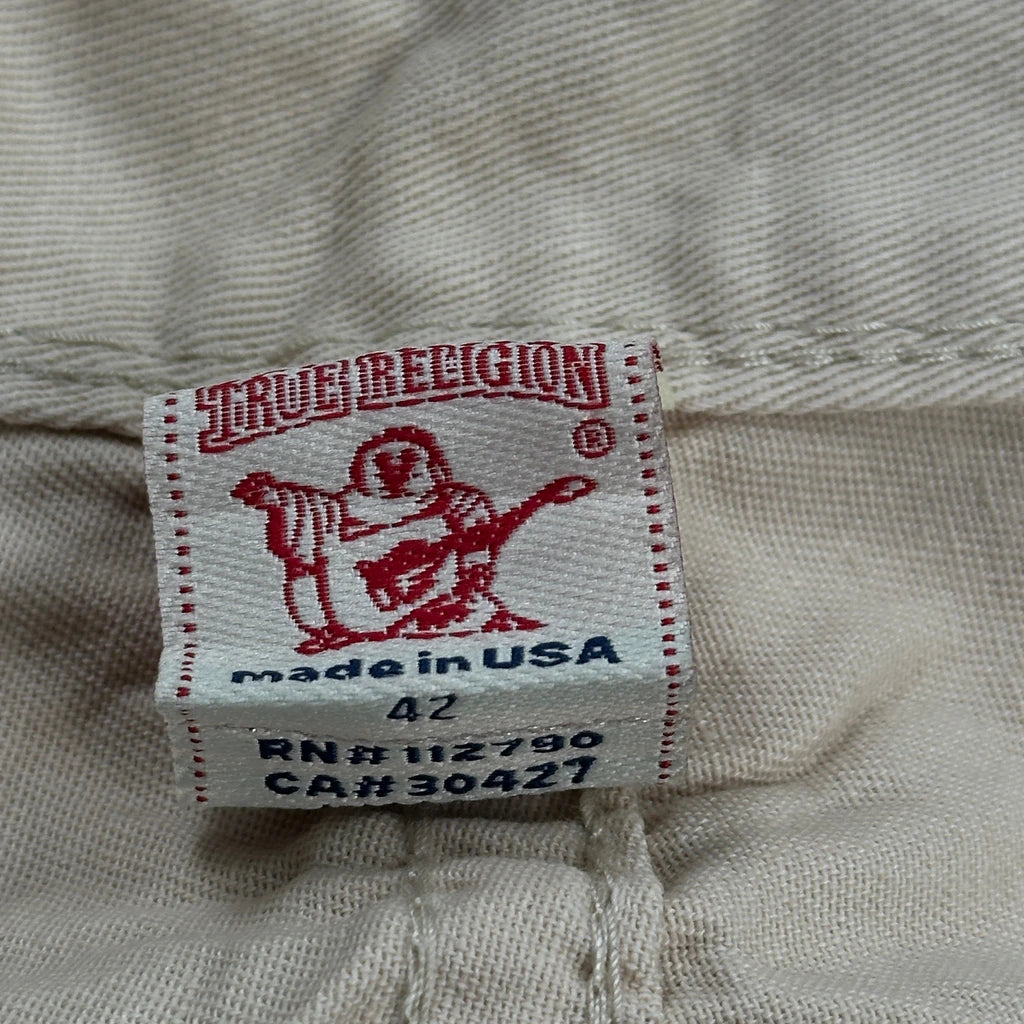 TRUE RELIGION
®
made in USA
42
RN# 112790
CA# 30427